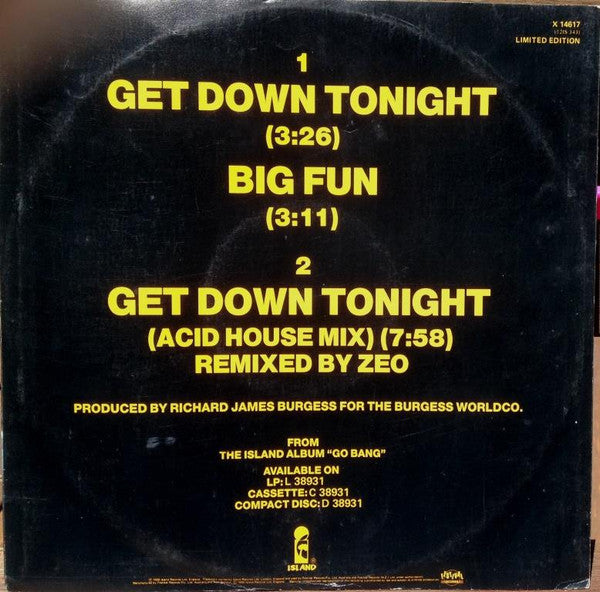 X 14617
LIMITED EDITION
1
GET DOWN TONIGHT
(3:26)
BIG FUN
(3:11)
2
GET DOWN TONIGHT
(ACID HOUSE MIX) (7:58)
REMIXED BY ZEO
PRODUCED BY RICHARD JAMES BURGESS FOR THE BURGESS WORLDCO.
FROM
THE ISLAND ALBUM "GO BANG"
AVAILABLE ON
LP: L 38931
CASSETTE: C 38931
COMPACT DISC: D 38931
ISLAND